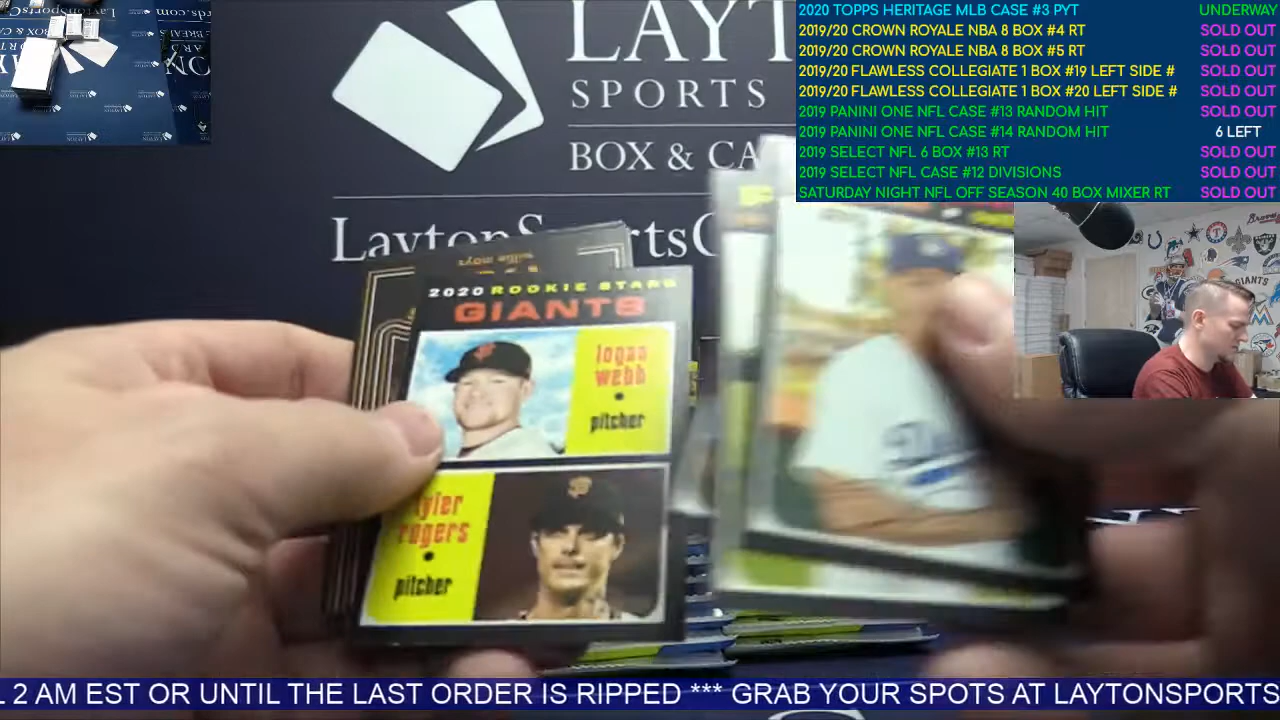 2020 TOPPS HERITAGE MLB CASE #3 PYT UNDERWAY
2019/20 CROWN ROYALE NBA 8 BOX #4 RT SOLD OUT
2019/20 CROWN ROYALE NBA 8 BOX #5 RT SOLD OUT
2019/20 FLAWLESS COLLEGIATE 1 BOX #19 LEFT SIDE # SOLD OUT
2019/20 FLAWLESS COLLEGIATE 1 BOX #20 LEFT SIDE # SOLD OUT
2019 PANINI ONE NFL CASE #13 RANDOM HIT SOLD OUT
2019 PANINI ONE NFL CASE #14 RANDOM HIT 6 LEFT
2019 SELECT NFL 6 BOX #13 RT SOLD OUT
2019 SELECT NFL CASE #12 DIVISIONS SOLD OUT
SATURDAY NIGHT NFL OFF SEASON 40 BOX MIXER RT SOLD OUT
LAYT
SPORTS
BOX & CA
LaytonSportsC
willie mays
2020 ROOKIE STARS
GIANTS
logan
webb
pitcher
tyler
rogers
pitcher
GIANTS
L 2 AM EST OR UNTIL THE LAST ORDER IS RIPPED *** GRAB YOUR SPOTS AT LAYTONSPORTS